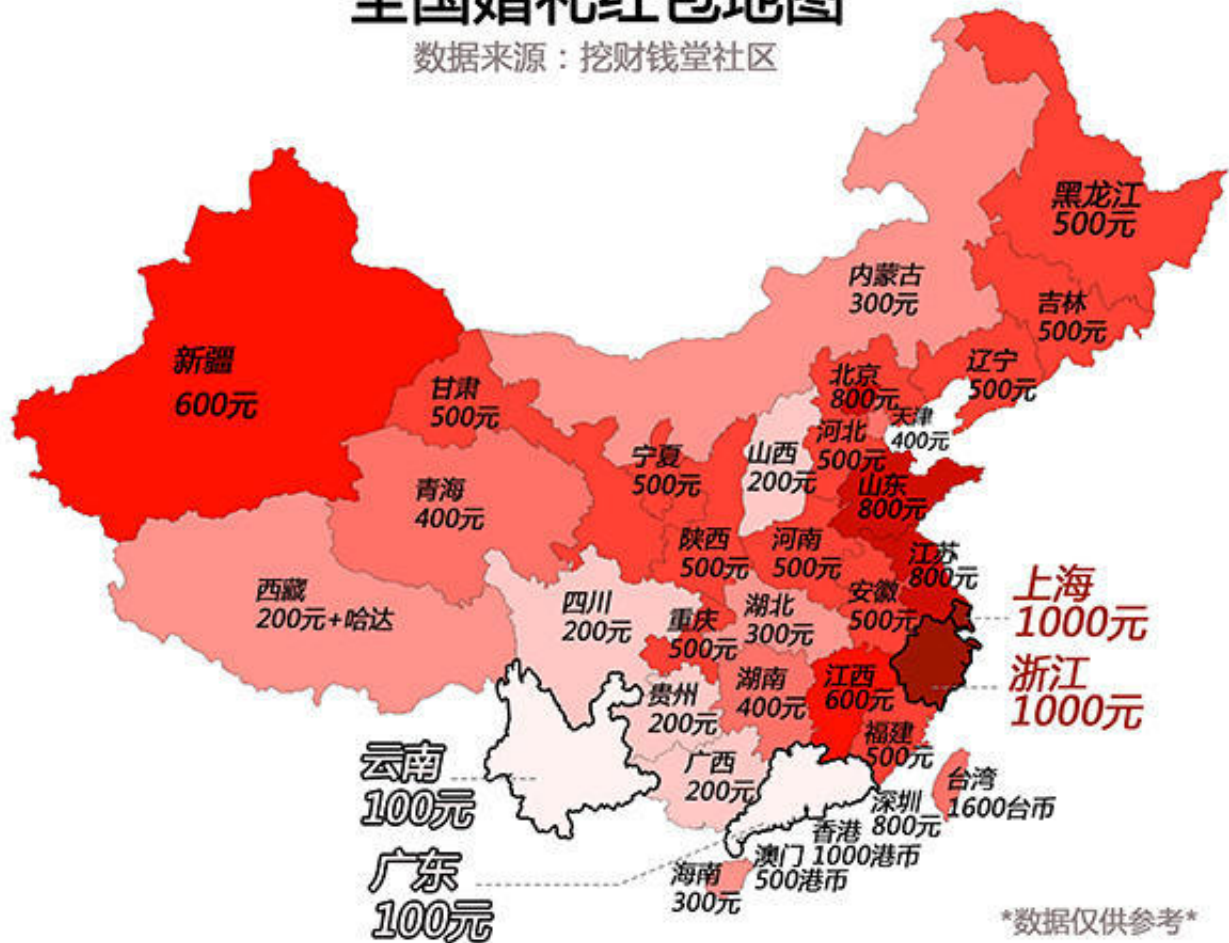 全国婚礼红包地图
数据来源：挖财钱堂社区
黑龙江
500元
内蒙古
300元
吉林
500元
新疆
600元
甘肃
500元
北京
800元
辽宁
500元
天津
400元
河北
500元
山西
200元
宁夏
500元
青海
400元
山东
800元
陕西
500元
河南
500元
江苏
800元
西藏
200元+哈达
四川
200元
重庆
500元
湖北
300元
安徽
500元
上海
1000元
浙江
1000元
贵州
200元
湖南
400元
江西
600元
福建
500元
云南
100元
广西
200元
台湾
1600台币
深圳
800元
香港
1000港币
澳门
500港币
广东
100元
海南
300元
*数据仅供参考*